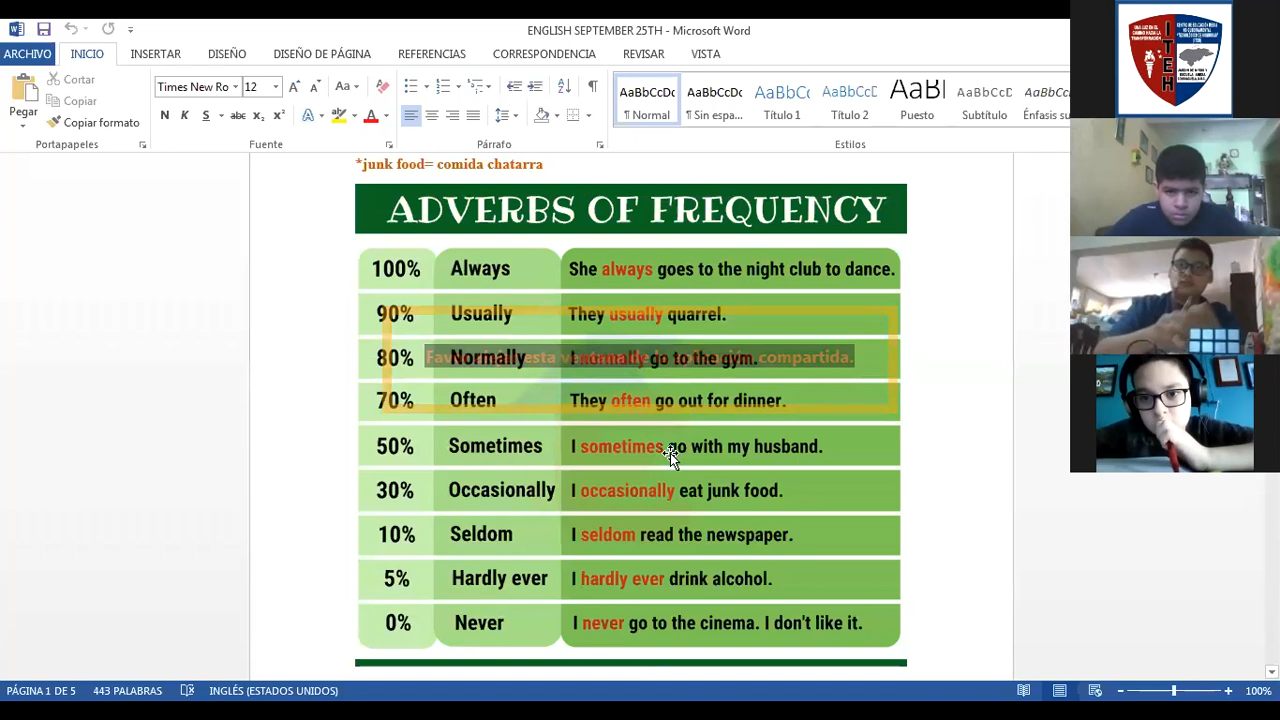 ENGLISH SEPTEMBER 25TH - Microsoft Word
ARCHIVO INICIO INSERTAR DISEÑO DISEÑO DE PÁGINA REFERENCIAS CORRESPONDENCIA REVISAR VISTA
Pegar
Cortar
Copiar
Copiar formato
Times New Ro 12
Portapapeles Fuente Párrafo Estilos
AaBbCcDc AaBbCcDc AaBbCc AaBbCcD AaBl AaBbCcD AaBbCcDc
¶ Normal ¶ Sin espa... Título 1 Título 2 Puesto Subtítulo Énfasis su
ITEH
*junk food= comida chatarra
ADVERBS OF FREQUENCY
100% Always She always goes to the night club to dance.
90% Usually They usually quarrel.
80% Normally I normally go to the gym.
compartida.
70% Often They often go out for dinner.
50% Sometimes I sometimes go with my husband.
30% Occasionally I occasionally eat junk food.
10% Seldom I seldom read the newspaper.
5% Hardly ever I hardly ever drink alcohol.
0% Never I never go to the cinema. I don't like it.
PÁGINA 1 DE 5 443 PALABRAS INGLÉS (ESTADOS UNIDOS) 100%